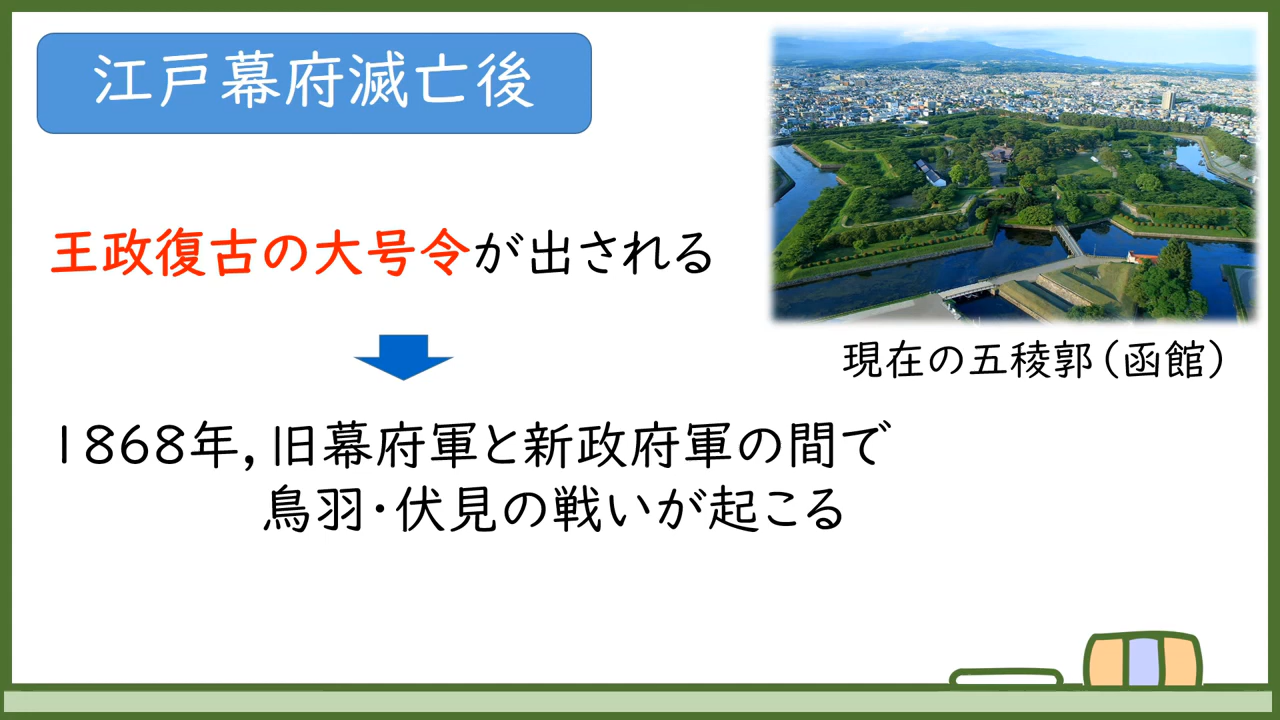 江戸幕府滅亡後
王政復古の大号令が出される
現在の五稜郭（函館）
1868年，旧幕府軍と新政府軍の間で
鳥羽・伏見の戦いが起こる